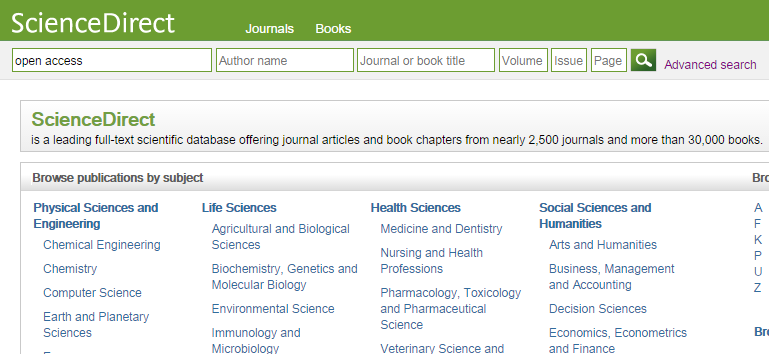 ScienceDirect
Journals Books
open access Author name Journal or book title Volume Issue Page Advanced search
ScienceDirect
is a leading full-text scientific database offering journal articles and book chapters from nearly 2,500 journals and more than 30,000 books.
Browse publications by subject
Physical Sciences and
Engineering
Chemical Engineering
Chemistry
Computer Science
Earth and Planetary
Sciences
Life Sciences
Agricultural and Biological
Sciences
Biochemistry, Genetics and
Molecular Biology
Environmental Science
Immunology and
Microbiology
Health Sciences
Medicine and Dentistry
Nursing and Health
Professions
Pharmacology, Toxicology
and Pharmaceutical
Science
Veterinary Science and
Social Sciences and
Humanities
Arts and Humanities
Business, Management
and Accounting
Decision Sciences
Economics, Econometrics
and Finance
Bro
A
F
K
P
U
Z
Bre